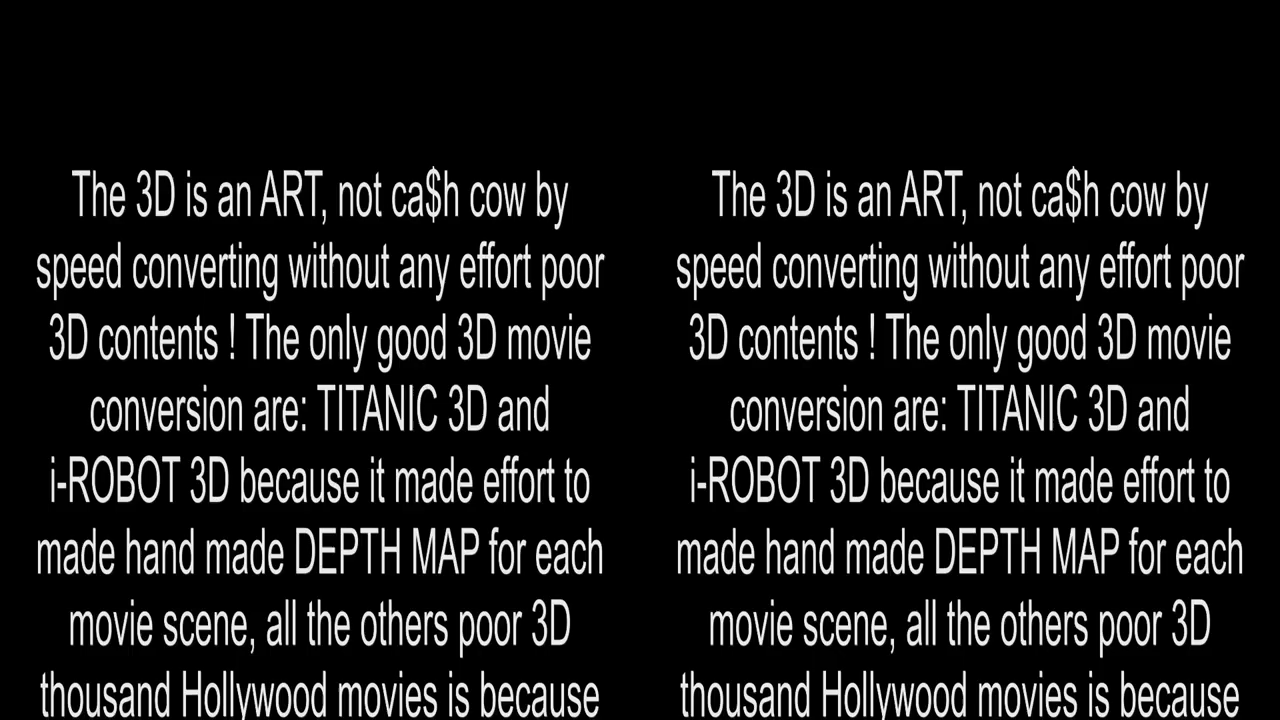 The 3D is an ART, not ca$h cow by
speed converting without any effort poor
3D contents ! The only good 3D movie
conversion are: TITANIC 3D and
i-ROBOT 3D because it made effort to
made hand made DEPTH MAP for each
movie scene, all the others poor 3D
thousand Hollywood movies is because
The 3D is an ART, not ca$h cow by
speed converting without any effort poor
3D contents ! The only good 3D movie
conversion are: TITANIC 3D and
i-ROBOT 3D because it made effort to
made hand made DEPTH MAP for each
movie scene, all the others poor 3D
thousand Hollywood movies is because